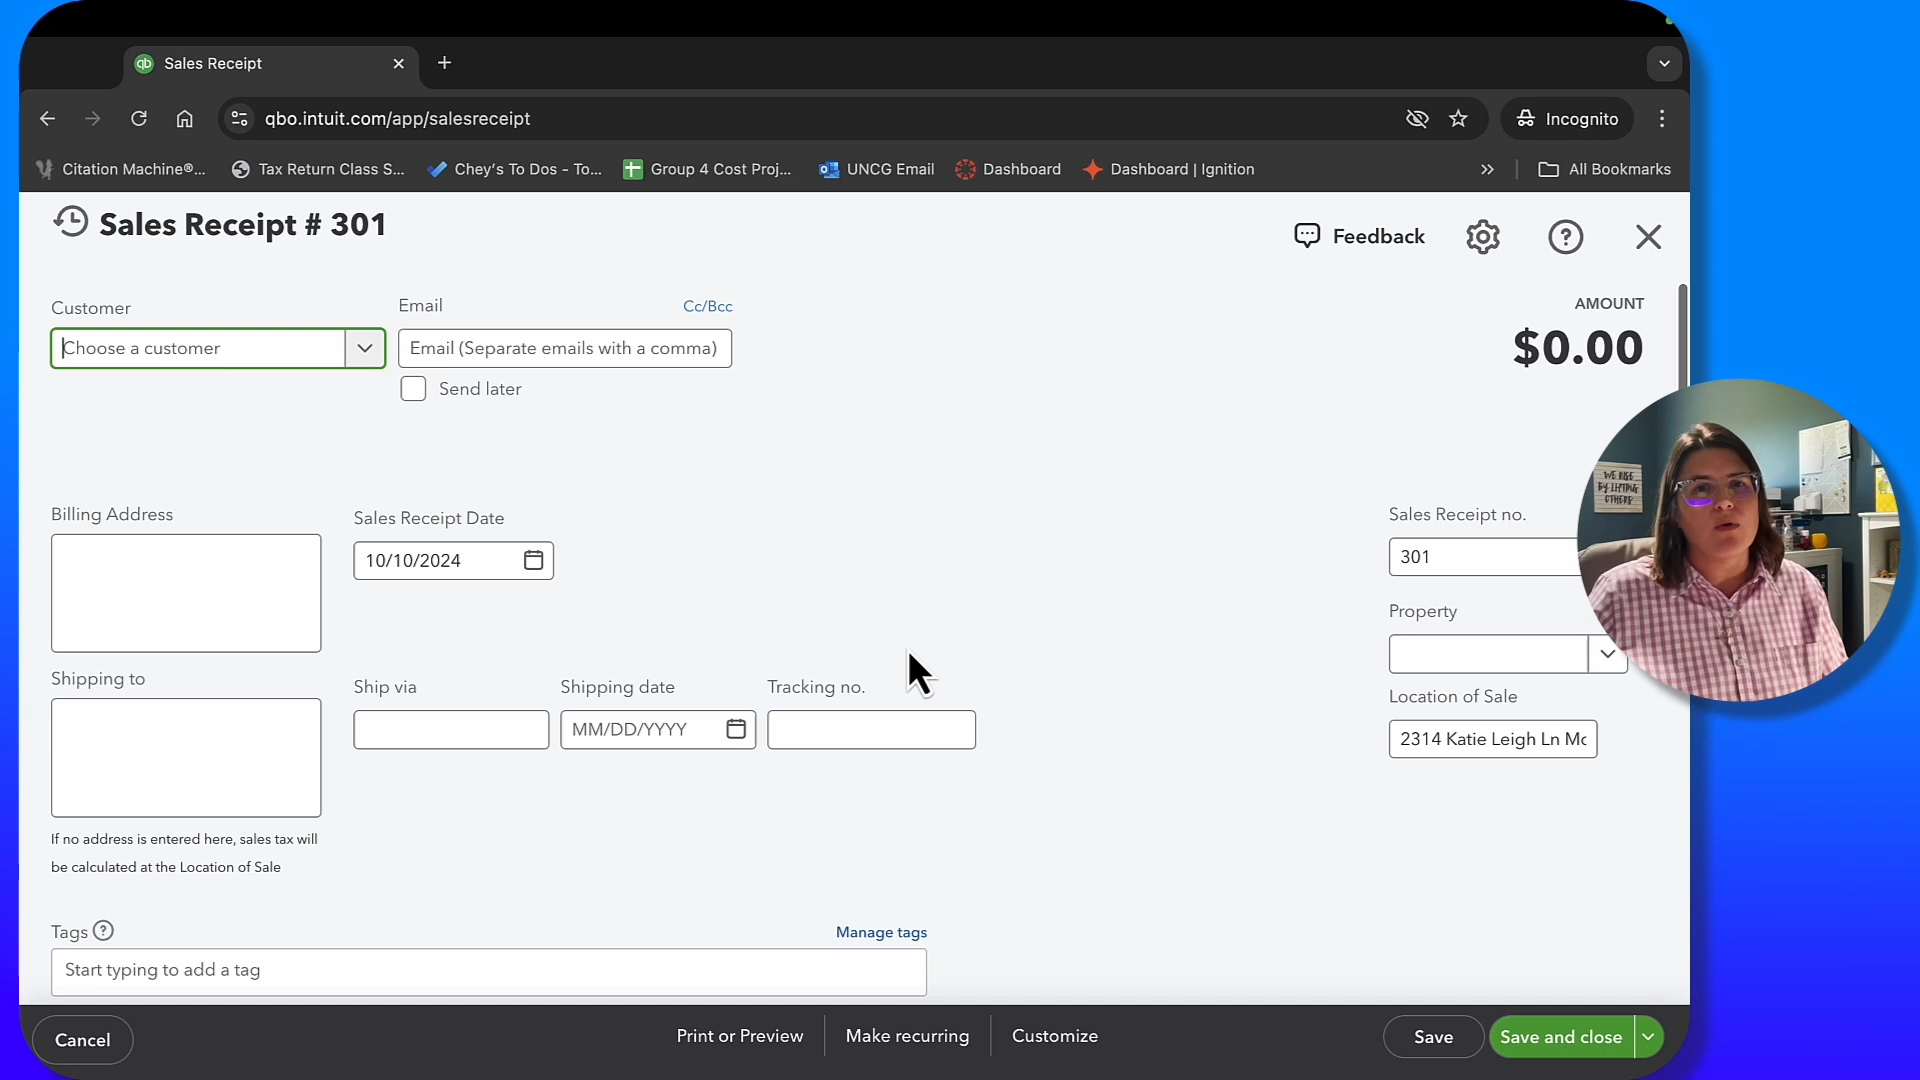 qb Sales Receipt
qbo.intuit.com/app/salesreceipt
Incognito
Citation Machine®... Tax Return Class S... Chey's To Dos - To... Group 4 Cost Proj... UNCG Email Dashboard Dashboard | Ignition >> All Bookmarks
Sales Receipt # 301
Feedback
Customer
Email
Cc/Bcc
AMOUNT
Choose a customer
Email (Separate emails with a comma)
$0.00
Send later
WE RISE
BY LIFTING
OTHERS
Billing Address
Sales Receipt Date
Sales Receipt no.
10/10/2024
301
Property
Shipping to
Ship via
Shipping date
Tracking no.
Location of Sale
MM/DD/YYYY
2314 Katie Leigh Ln Mc
If no address is entered here, sales tax will
be calculated at the Location of Sale
Tags
Manage tags
Start typing to add a tag
Cancel
Print or Preview
Make recurring
Customize
Save
Save and close